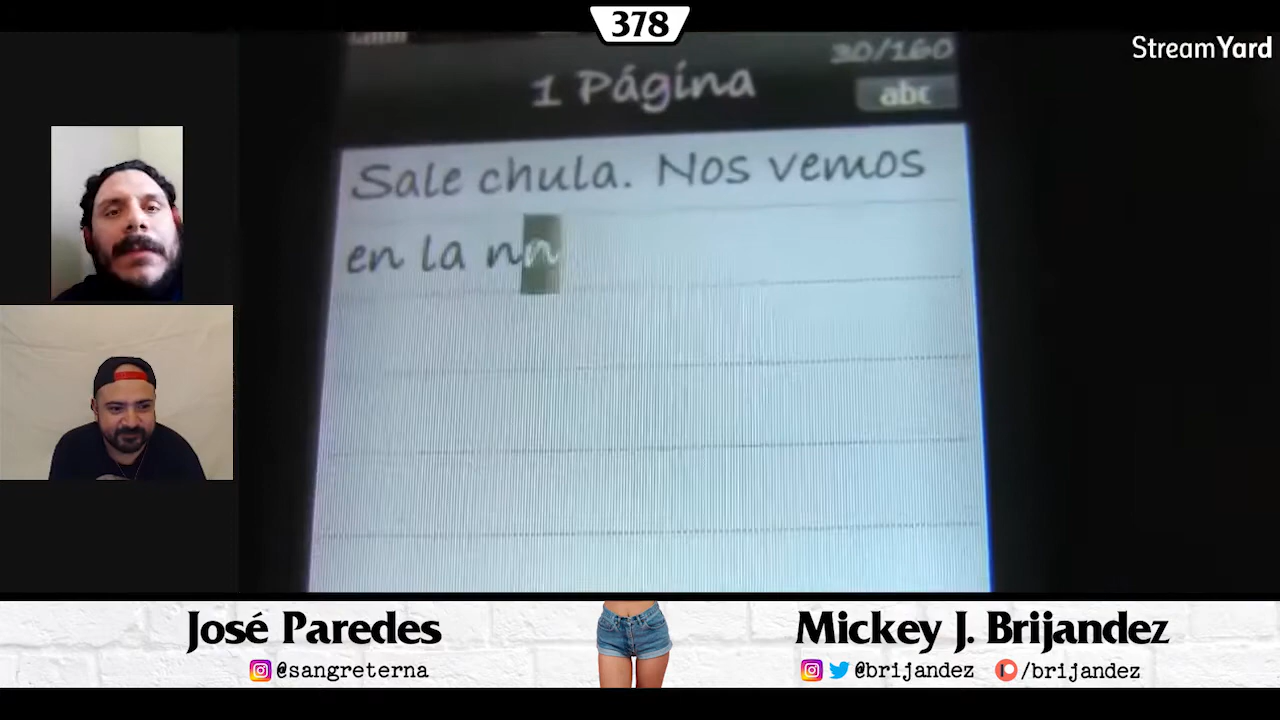 378
StreamYard
30/160
1 Página
abc
Sale chula. Nos vemos
en la nn
José Paredes
@sangreterna
Mickey J. Brijandez
@brijandez /brijandez